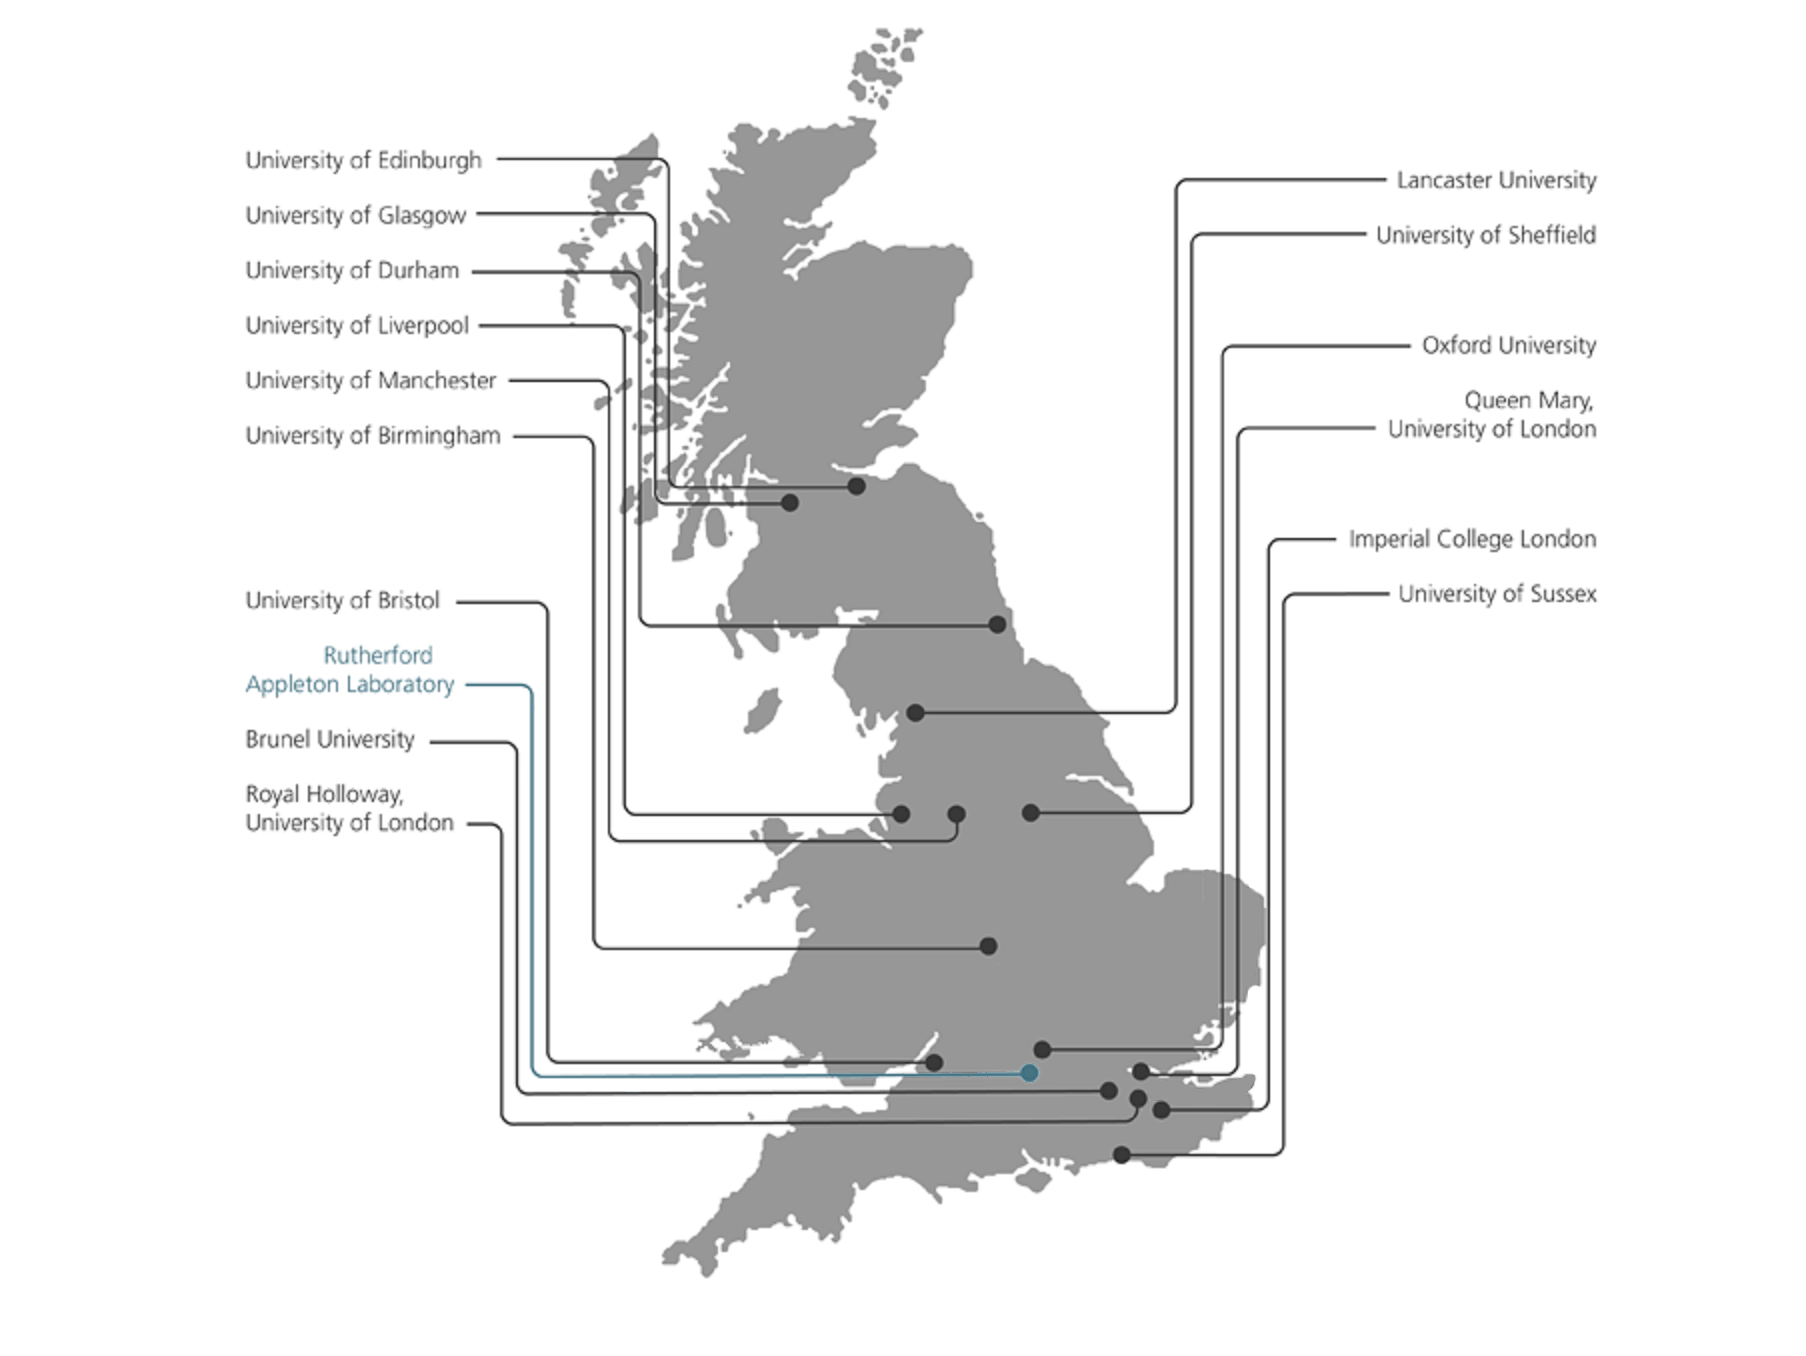 University of Edinburgh
University of Glasgow
University of Durham
University of Liverpool
University of Manchester
University of Birmingham
University of Bristol
Rutherford
Appleton Laboratory
Brunel University
Royal Holloway,
University of London
Lancaster University
University of Sheffield
Oxford University
Queen Mary,
University of London
Imperial College London
University of Sussex